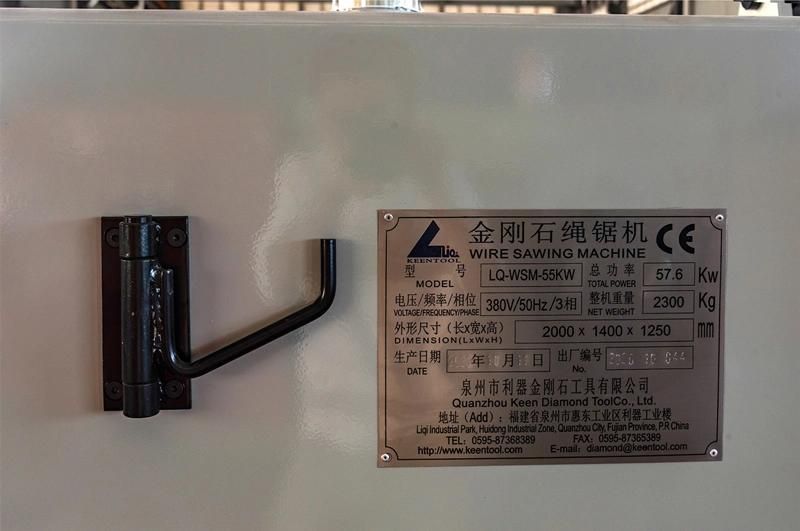 Liqi 金刚石绳锯机 CE
KEENTOOL WIRE SAWING MACHINE
型号 LQ-WSM-55KW 总功率 57.6 Kw
MODEL TOTAL POWER
电压/频率/相位 380V/50Hz/3相 整机重量 2300 Kg
VOLTAGE/FREQUENCY/PHASE NET WEIGHT
外形尺寸（长x宽x高） 2000 x 1400 x 1250 mm
DIMENSION(LxWxH)
生产日期 年 月 日 出厂编号
DATE No.
泉州市利器金刚石工具有限公司
Quanzhou Keen Diamond ToolCo., Ltd.
地址（Add）：福建省泉州市惠东工业区利器工业楼
Liqi Industrial Park, Huidong Industrial Zone, Quanzhou City, Fujian Province, P.R China
TEL: 0595-87368389 FAX: 0595-87365389
http://www.keentool.com E-mail: diamond@keentool.com